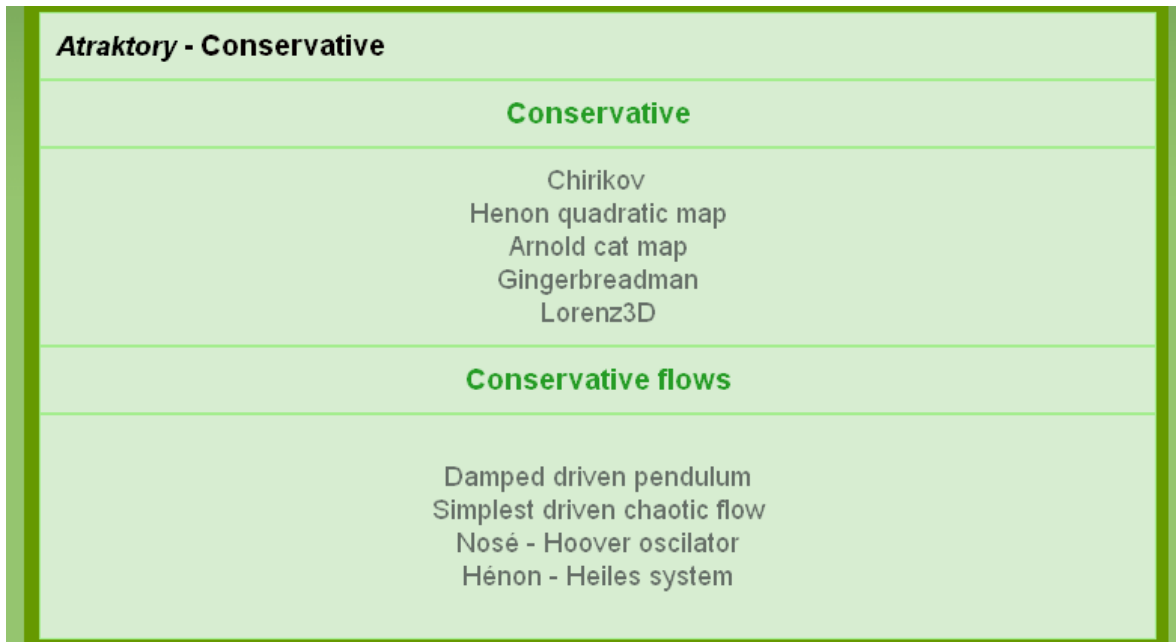 Atraktory - Conservative
Conservative
Chirikov
Henon quadratic map
Arnold cat map
Gingerbreadman
Lorenz3D
Conservative flows
Damped driven pendulum
Simplest driven chaotic flow
Nosé - Hoover oscilator
Hénon - Heiles system